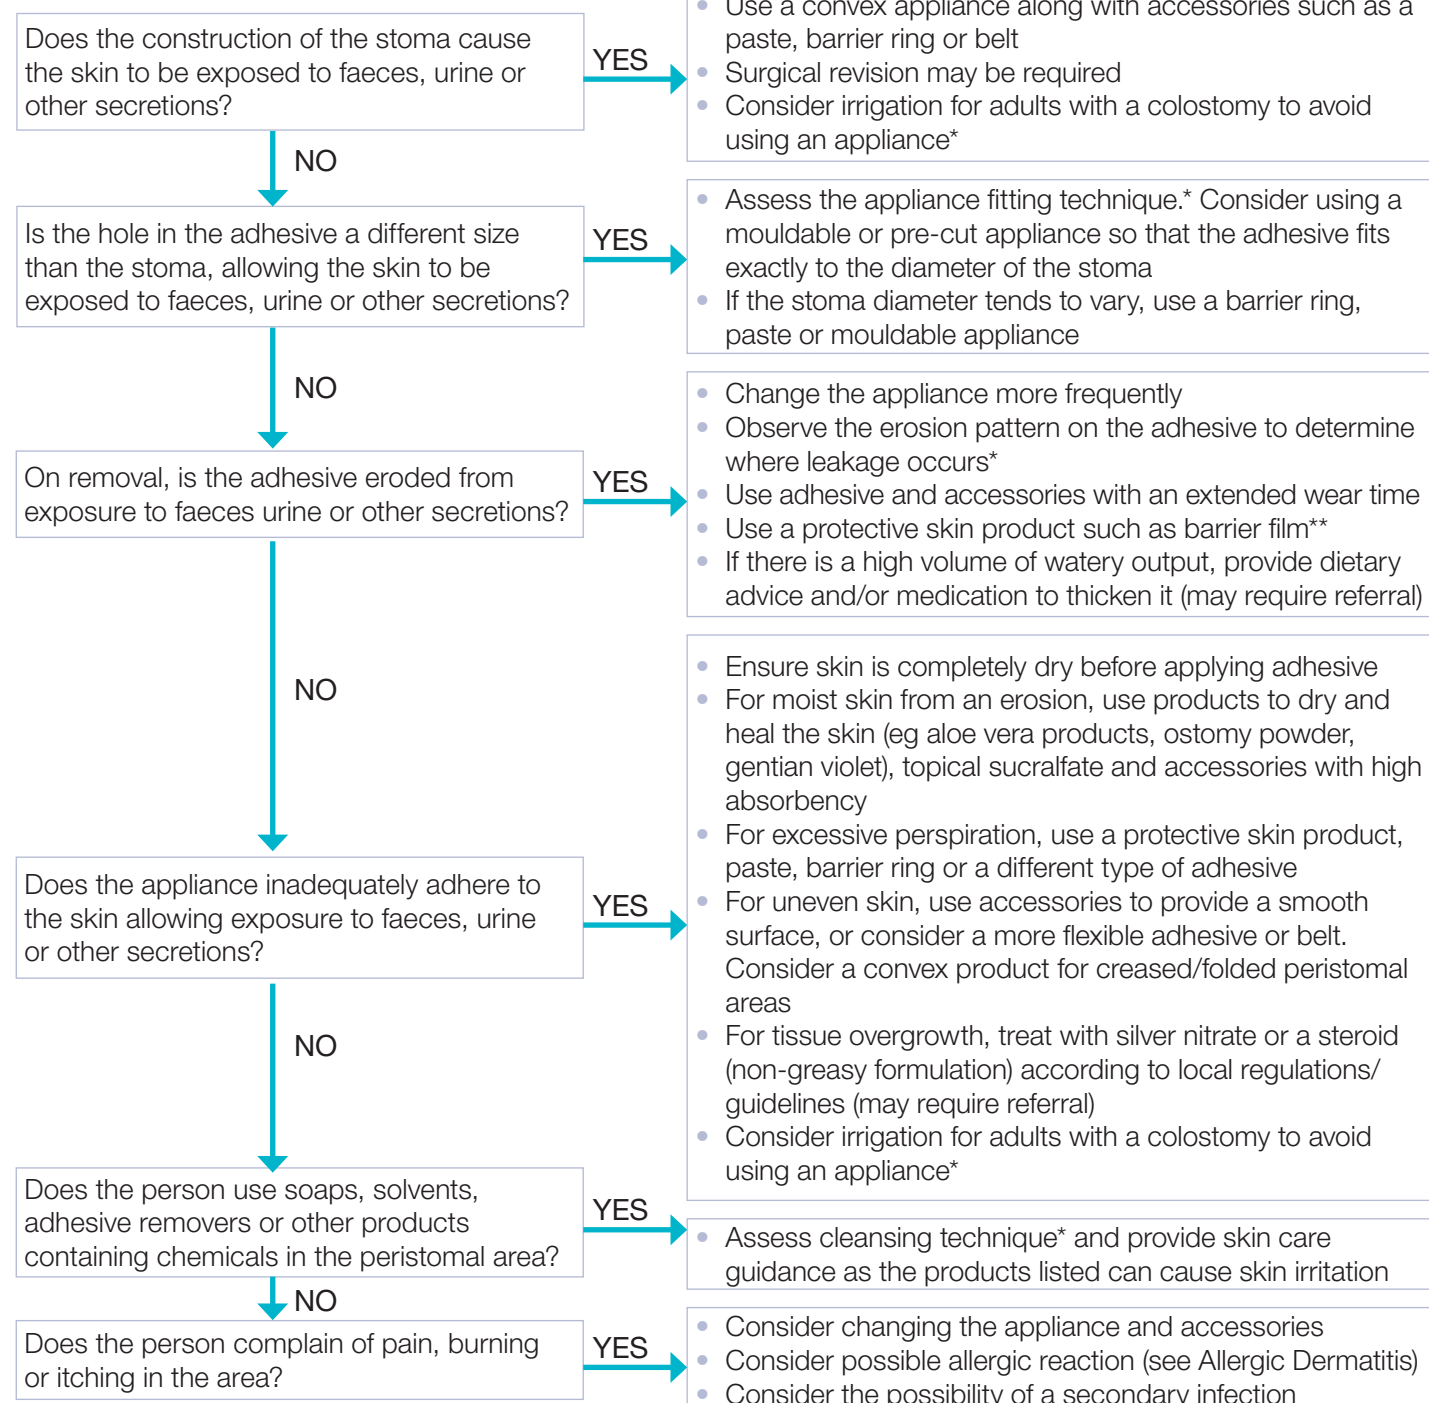 Does the construction of the stoma cause
the skin to be exposed to faeces, urine or
other secretions?
YES
• Use a convex appliance along with accessories such as a
paste, barrier ring or belt
• Surgical revision may be required
• Consider irrigation for adults with a colostomy to avoid
using an appliance*
NO
Is the hole in the adhesive a different size
than the stoma, allowing the skin to be
exposed to faeces, urine or other secretions?
YES
• Assess the appliance fitting technique.* Consider using a
mouldable or pre-cut appliance so that the adhesive fits
exactly to the diameter of the stoma
• If the stoma diameter tends to vary, use a barrier ring,
paste or mouldable appliance
NO
On removal, is the adhesive eroded from
exposure to faeces urine or other secretions?
YES
• Change the appliance more frequently
• Observe the erosion pattern on the adhesive to determine
where leakage occurs*
• Use adhesive and accessories with an extended wear time
• Use a protective skin product such as barrier film**
• If there is a high volume of watery output, provide dietary
advice and/or medication to thicken it (may require referral)
NO
Does the appliance inadequately adhere to
the skin allowing exposure to faeces, urine
or other secretions?
YES
• Ensure skin is completely dry before applying adhesive
• For moist skin from an erosion, use products to dry and
heal the skin (eg aloe vera products, ostomy powder,
gentian violet), topical sucralfate and accessories with high
absorbency
• For excessive perspiration, use a protective skin product,
paste, barrier ring or a different type of adhesive
• For uneven skin, use accessories to provide a smooth
surface, or consider a more flexible adhesive or belt.
Consider a convex product for creased/folded peristomal
areas
• For tissue overgrowth, treat with silver nitrate or a steroid
(non-greasy formulation) according to local regulations/
guidelines (may require referral)
• Consider irrigation for adults with a colostomy to avoid
using an appliance*
NO
Does the person use soaps, solvents,
adhesive removers or other products
containing chemicals in the peristomal area?
YES
• Assess cleansing technique* and provide skin care
guidance as the products listed can cause skin irritation
NO
Does the person complain of pain, burning
or itching in the area?
YES
• Consider changing the appliance and accessories
• Consider possible allergic reaction (see Allergic Dermatitis)
• Consider the possibility of a secondary infection